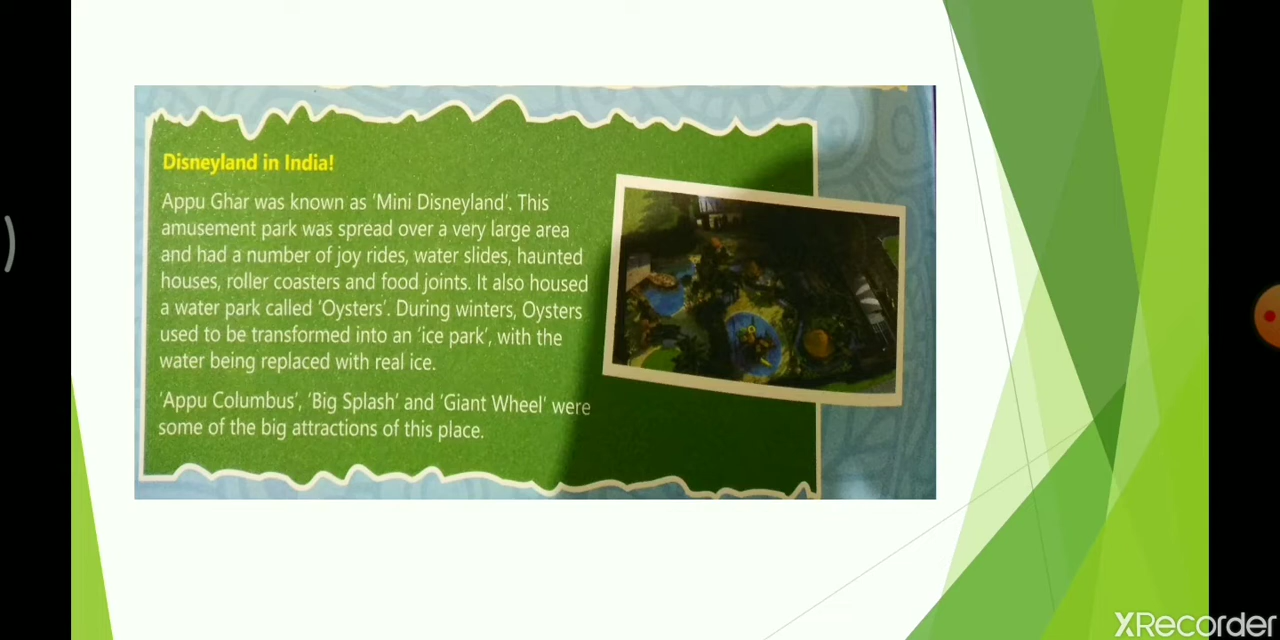 Disneyland in India!
Appu Ghar was known as 'Mini Disneyland'. This
amusement park was spread over a very large area
and had a number of joy rides, water slides, haunted
houses, roller coasters and food joints. It also housed
a water park called 'Oysters'. During winters, Oysters
used to be transformed into an 'ice park', with the
water being replaced with real ice.
'Appu Columbus', 'Big Splash' and 'Giant Wheel' were
some of the big attractions of this place.
XRecorder